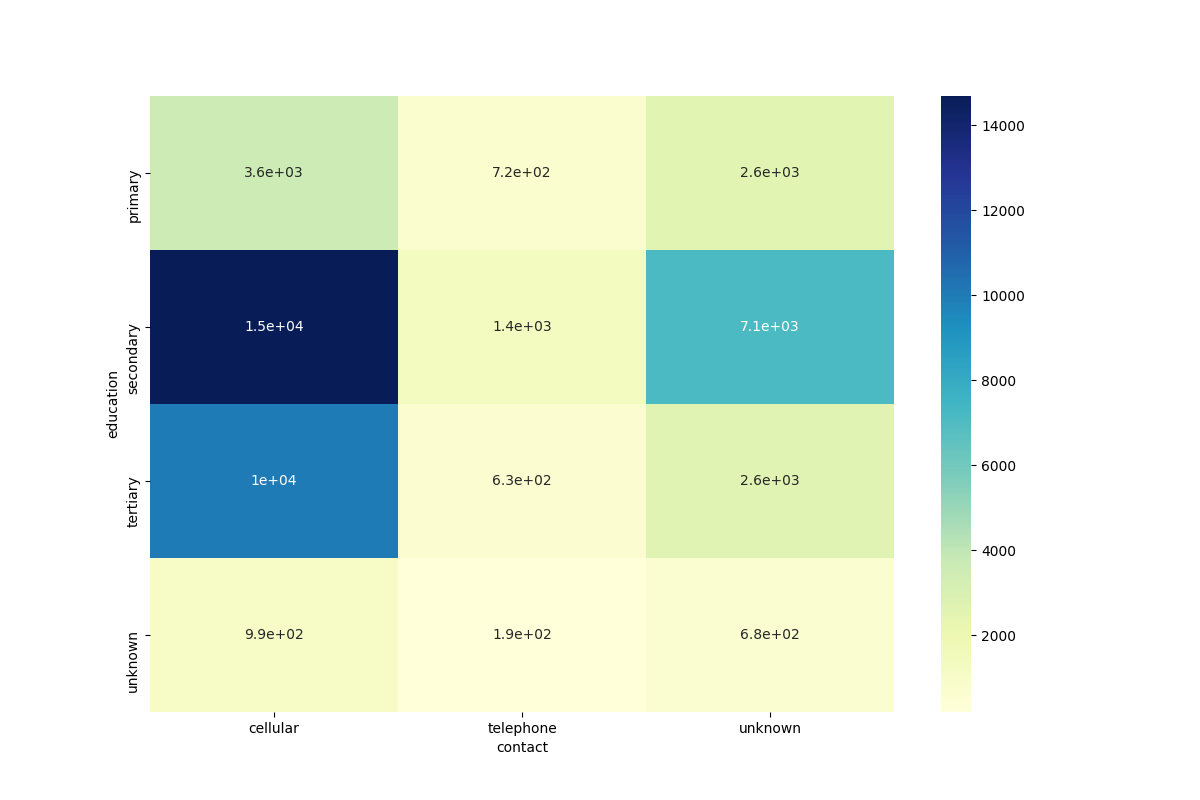 primary
3.6e+03
7.2e+02
2.6e+03
secondary
1.5e+04
1.4e+03
7.1e+03
tertiary
1e+04
6.3e+02
2.6e+03
unknown
9.9e+02
1.9e+02
6.8e+02
education
cellular
telephone
unknown
contact
14000
12000
10000
8000
6000
4000
2000